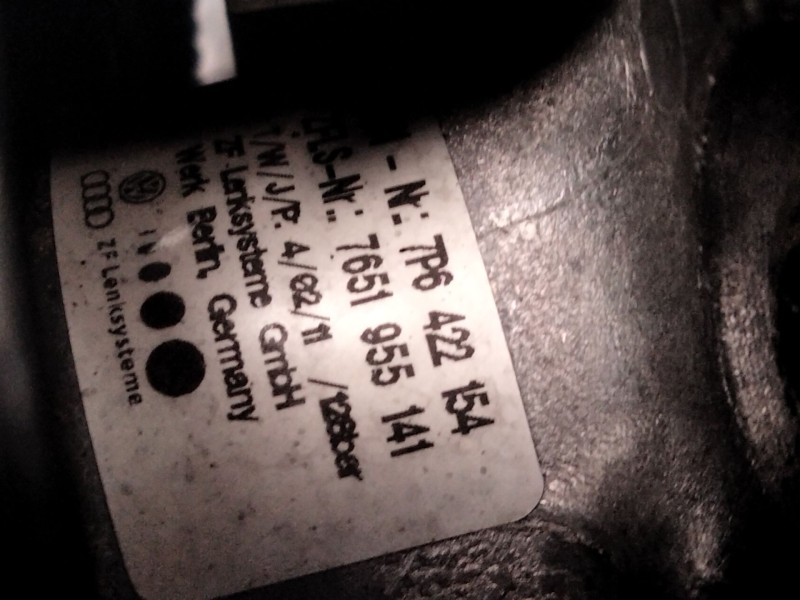 - Nr.: 7P6 422 154
ZFLS-Nr.: 7651 955 141
T/W/J/P: 4/02/11 /126bar
ZF Lenksysteme GmbH
Werk Berlin, Germany
ZF Lenksysteme